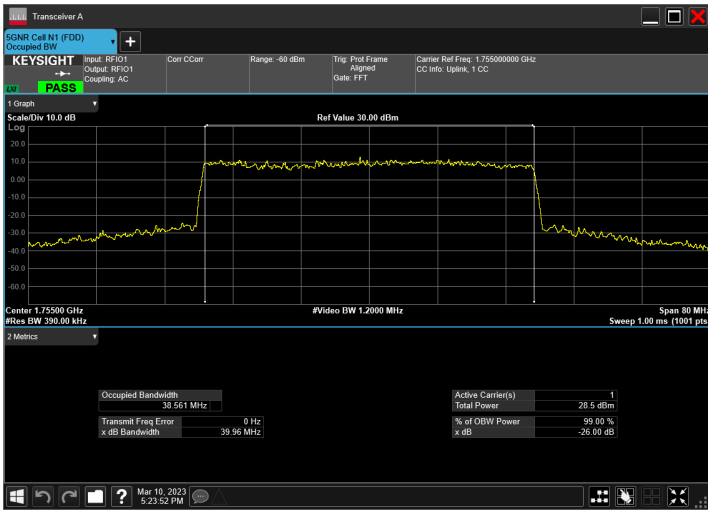 Transceiver A
5GNR Cell N1 (FDD)
Occupied BW
KEYSIGHT
LXI
PASS
Input: RFIO1
Output: RFIO1
Coupling: AC
Corr CCorr
Range: -60 dBm
Trig: Prot Frame
Aligned
Gate: FFT
Carrier Ref Freq: 1.755000000 GHz
CC Info: Uplink, 1 CC
1 Graph
Scale/Div 10.0 dB
Ref Value 30.00 dBm
Log
20.0
10.0
0.00
-10.0
-20.0
-30.0
-40.0
-50.0
-60.0
Center 1.75500 GHz
#Video BW 1.2000 MHz
Span 80 MHz
#Res BW 390.00 kHz
Sweep 1.00 ms (1001 pts
2 Metrics
Occupied Bandwidth
38.561 MHz
Transmit Freq Error 0 Hz
x dB Bandwidth 39.96 MHz
Active Carrier(s) 1
Total Power 28.5 dBm
% of OBW Power 99.00 %
x dB -26.00 dB
Mar 10, 2023
5:23:52 PM